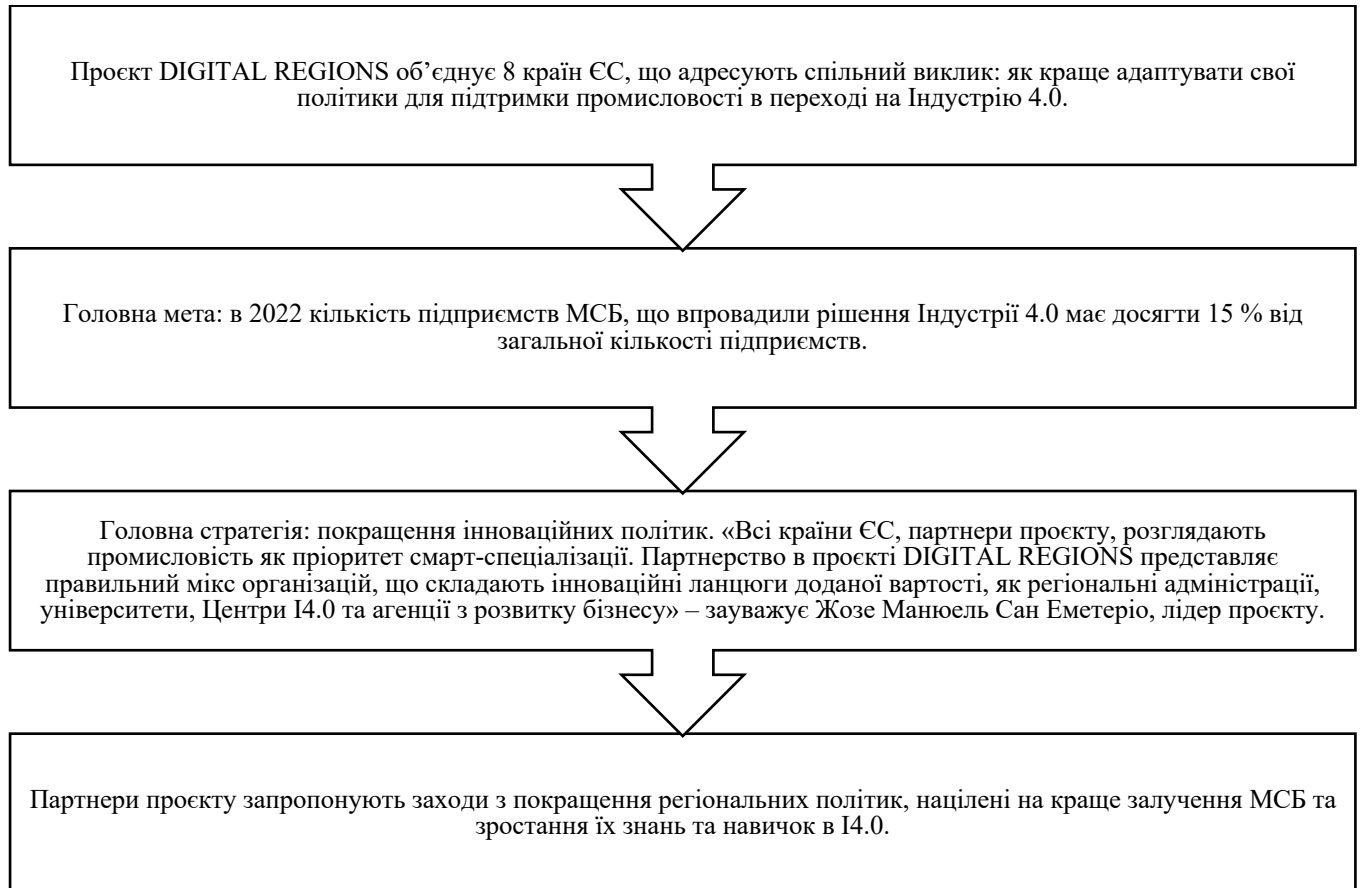 Проєкт DIGITAL REGIONS об’єднує 8 країн ЄС, що адресують спільний виклик: як краще адаптувати свої
політики для підтримки промисловості в переході на Індустрію 4.0.
Головна мета: в 2022 кількість підприємств МСБ, що впровадили рішення Індустрії 4.0 має досягти 15 % від
загальної кількості підприємств.
Головна стратегія: покращення інноваційних політик. «Всі країни ЄС, партнери проєкту, розглядають
промисловість як пріоритет смарт-спеціалізації. Партнерство в проєкті DIGITAL REGIONS представляє
правильний мікс організацій, що складають інноваційні ланцюги доданої вартості, як регіональні адміністрації,
університети, Центри І4.0 та агенції з розвитку бізнесу» – зауважує Жозе Манюель Сан Еметеріо, лідер проєкту.
Партнери проєкту запропонують заходи з покращення регіональних політик, націлені на краще залучення МСБ та
зростання їх знань та навичок в І4.0.